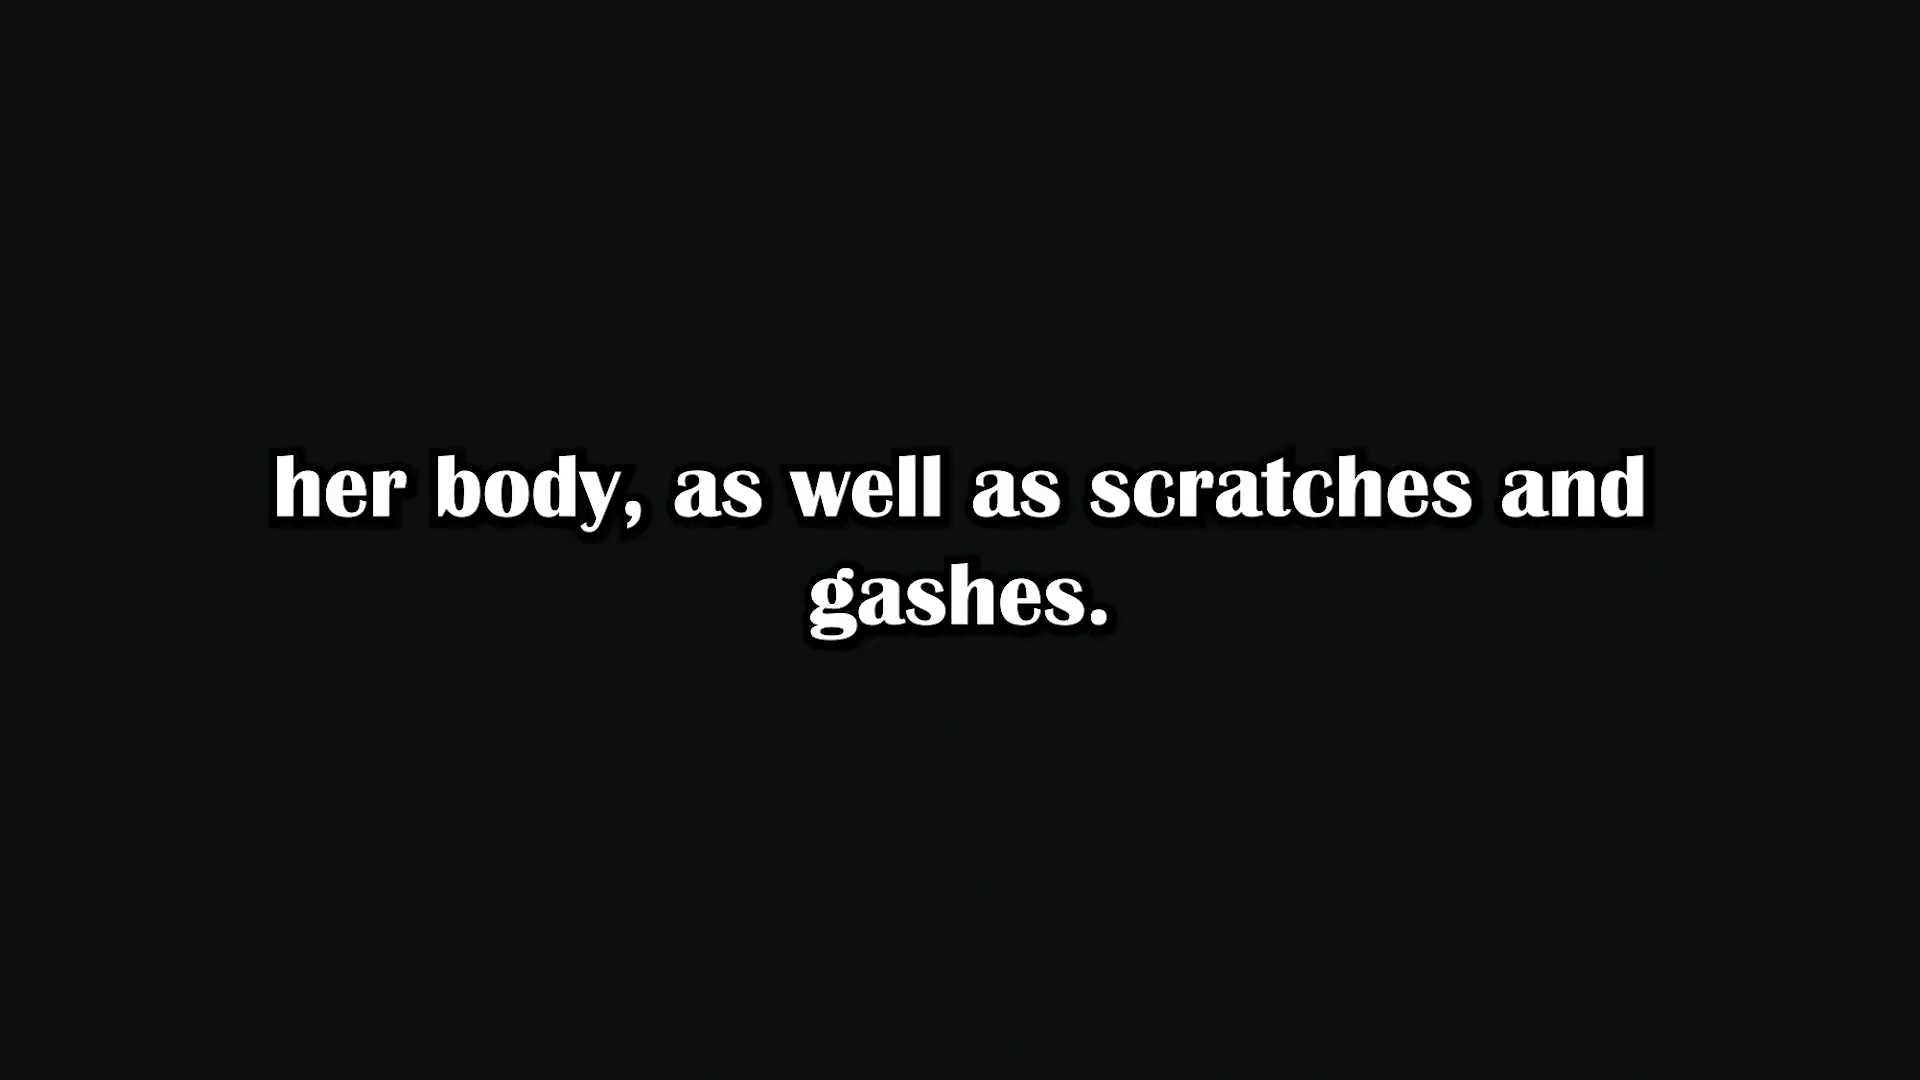 her body, as well as scratches and
gashes.